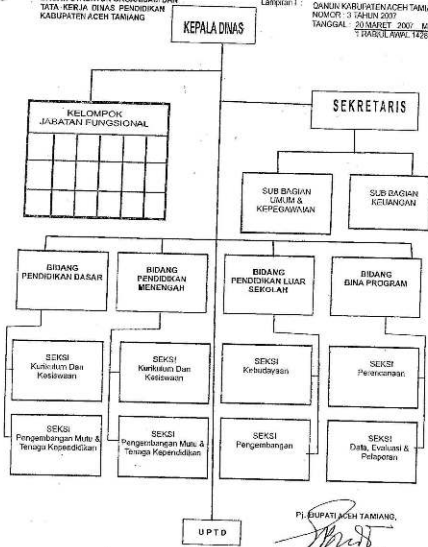 TATA KERJA DINAS PENDIDIKAN
KABUPATEN ACEH TAMIANG
Lampiran I :
QANUN KABUPATEN ACEH TAMIANG
NOMOR : 3 TAHUN 2007
TANGGAL : 20 MARET 2007 M
1 RABIUL AWAL 1428
KEPALA DINAS
KELOMPOK
JABATAN FUNGSIONAL
SEKRETARIS
SUB BAGIAN
UMUM &
KEPEGAWAIAN
SUB BAGIAN
KEUANGAN
BIDANG
PENDIDIKAN DASAR
BIDANG
PENDIDIKAN
MENENGAH
BIDANG
PENDIDIKAN LUAR
SEKOLAH
BIDANG
BINA PROGRAM
SEKSI
Kurikulum Dan
Kesiswaan
SEKSI
Kurikulum Dan
Kesiswaan
SEKSI
Kebudayaan
SEKSI
Perencanaan
SEKSI
Pengembangan Mutu &
Tenaga Kependidikan
SEKSI
Pengembangan Mutu &
Tenaga Kependidikan
SEKSI
Pengembangan
SEKSI
Data, Evaluasi &
Pelaporan
UPTD
Pj. BUPATI ACEH TAMIANG,